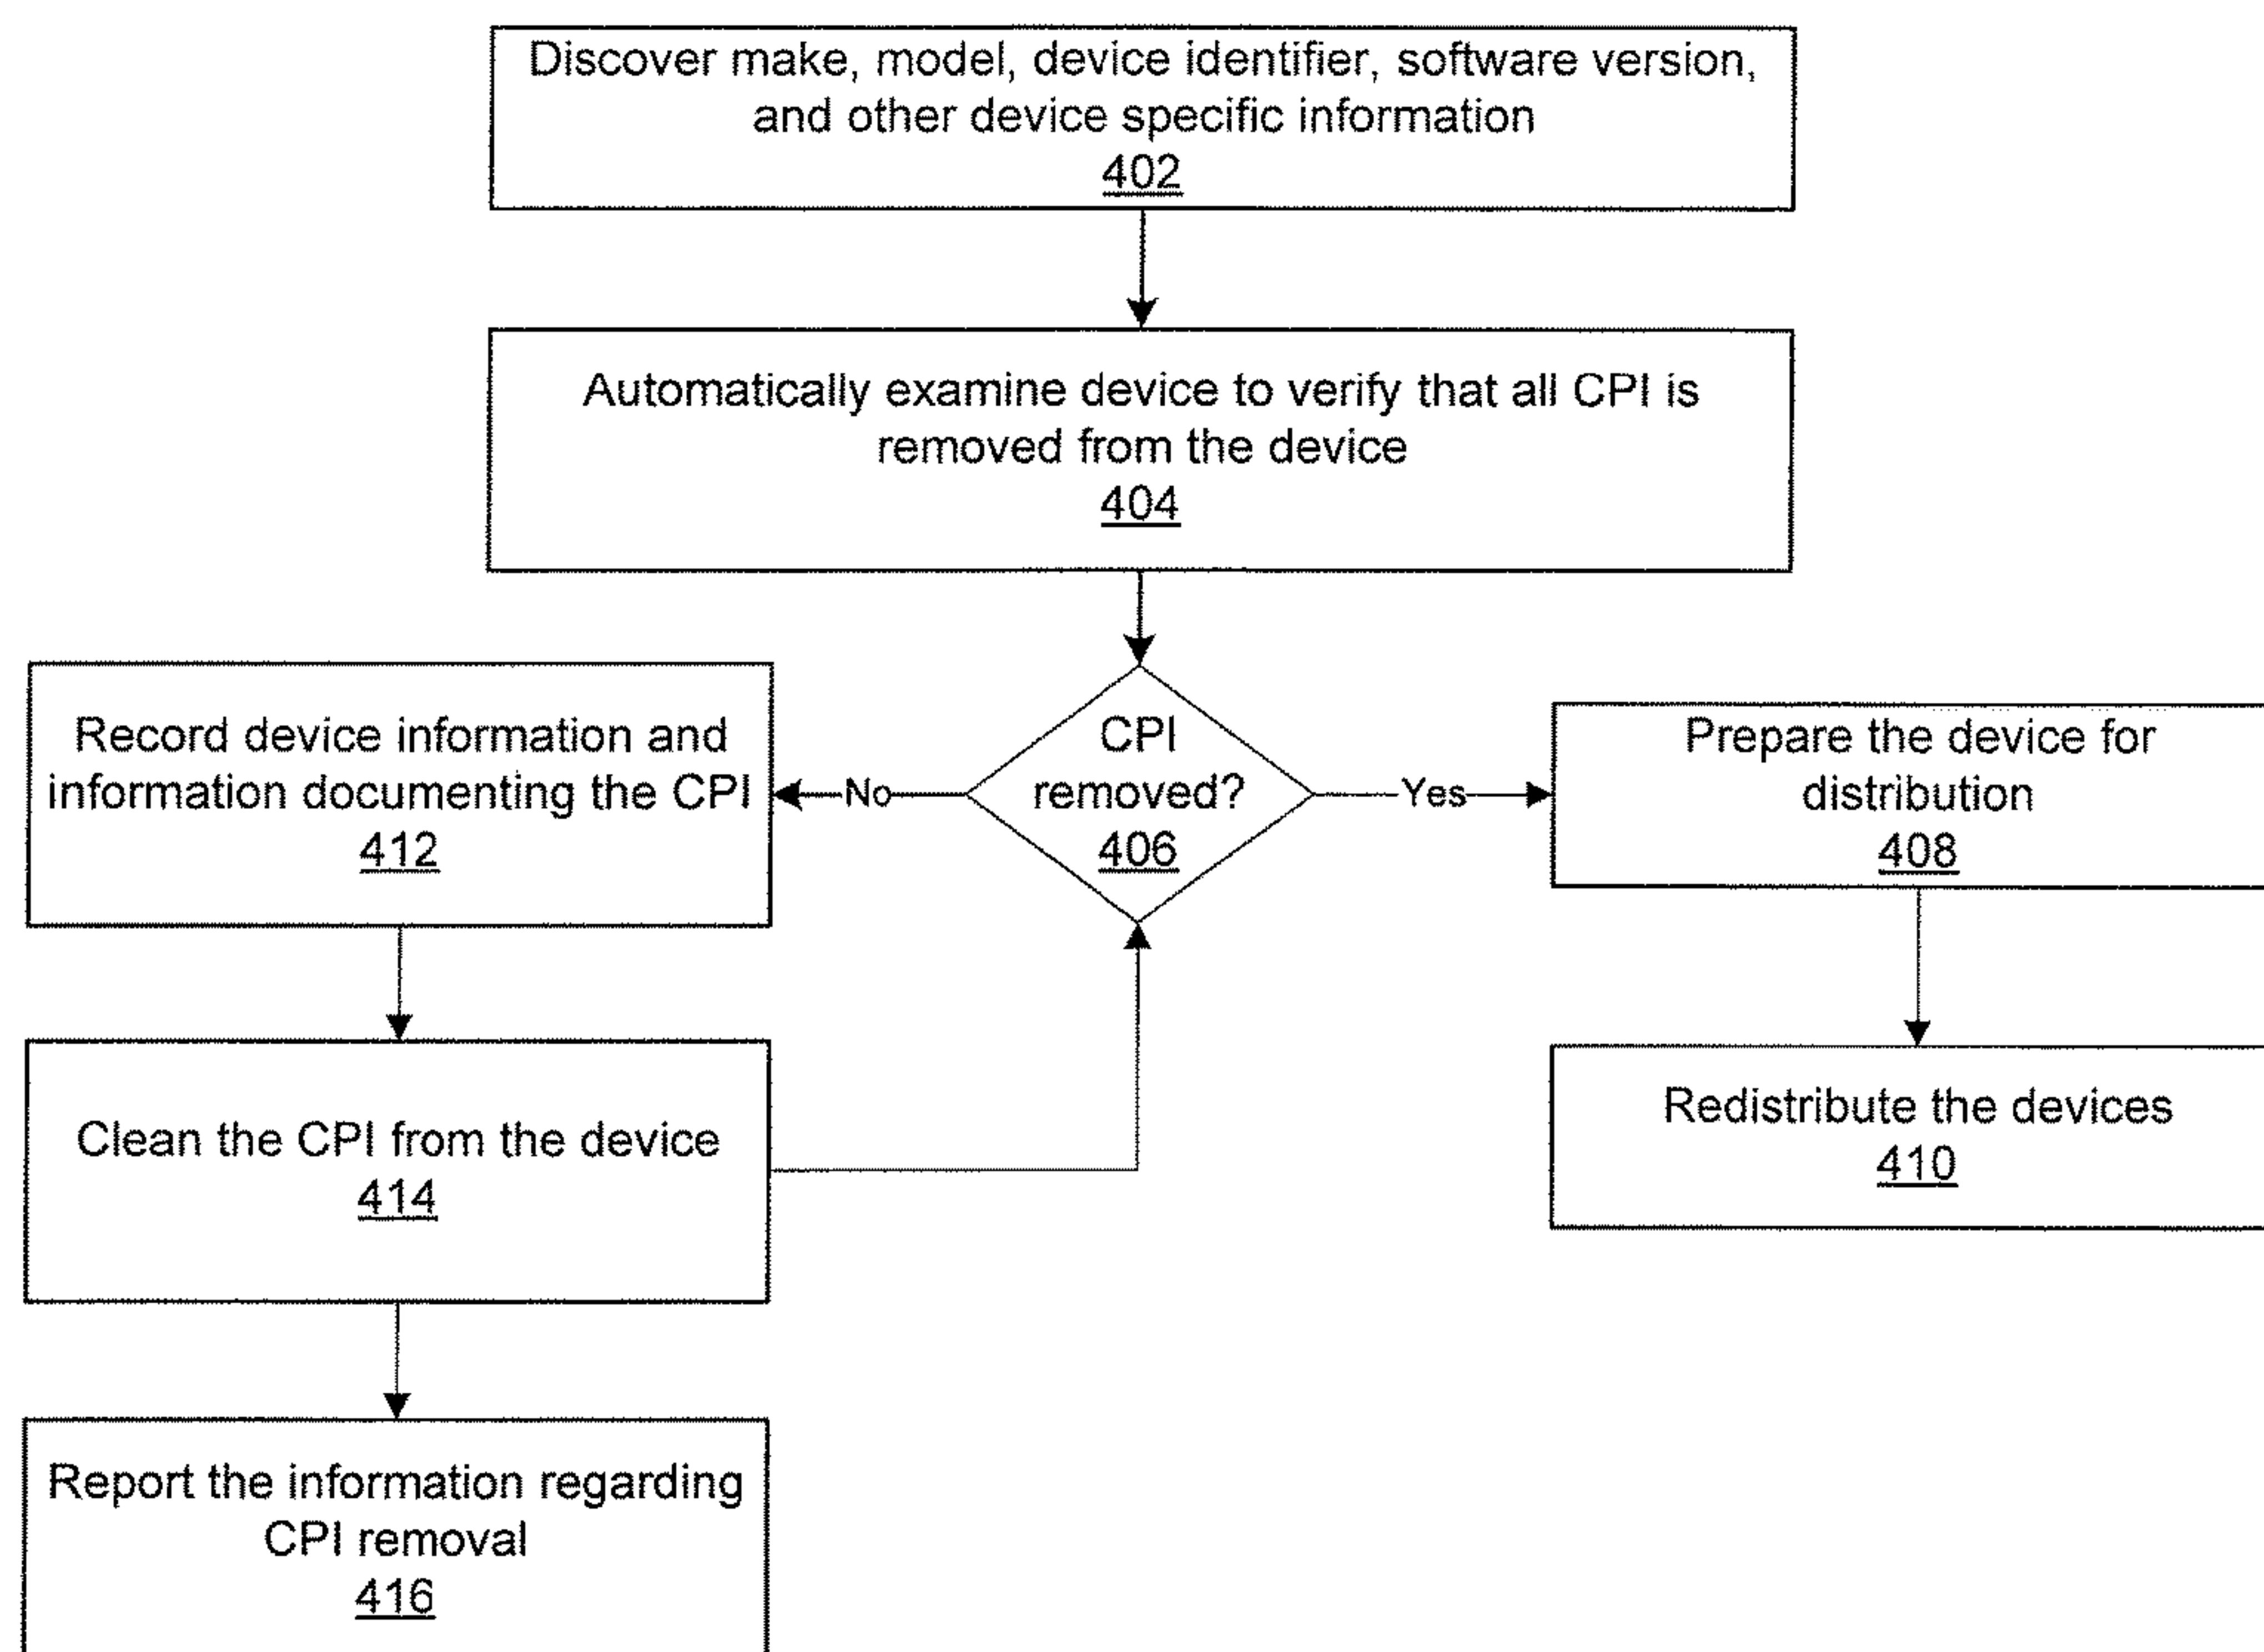 Discover make, model, device identifier, software version,
and other device specific information
402
Automatically examine device to verify that all CPI is
removed from the device
404
CPI
removed?
406
No
Yes
Record device information and
information documenting the CPI
412
Prepare the device for
distribution
408
Clean the CPI from the device
414
Redistribute the devices
410
Report the information regarding
CPI removal
416